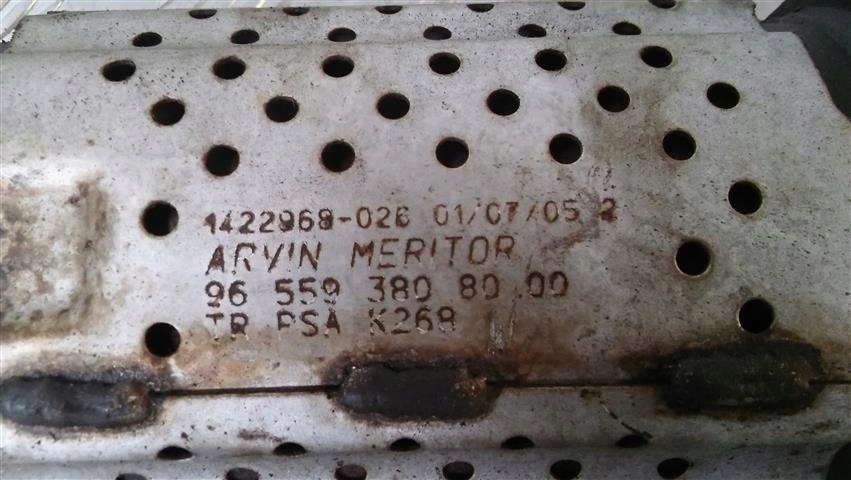 1422968-026 01/07/05 2
ARVIN MERITOR
96 559 380 80 00
TR PSA K268